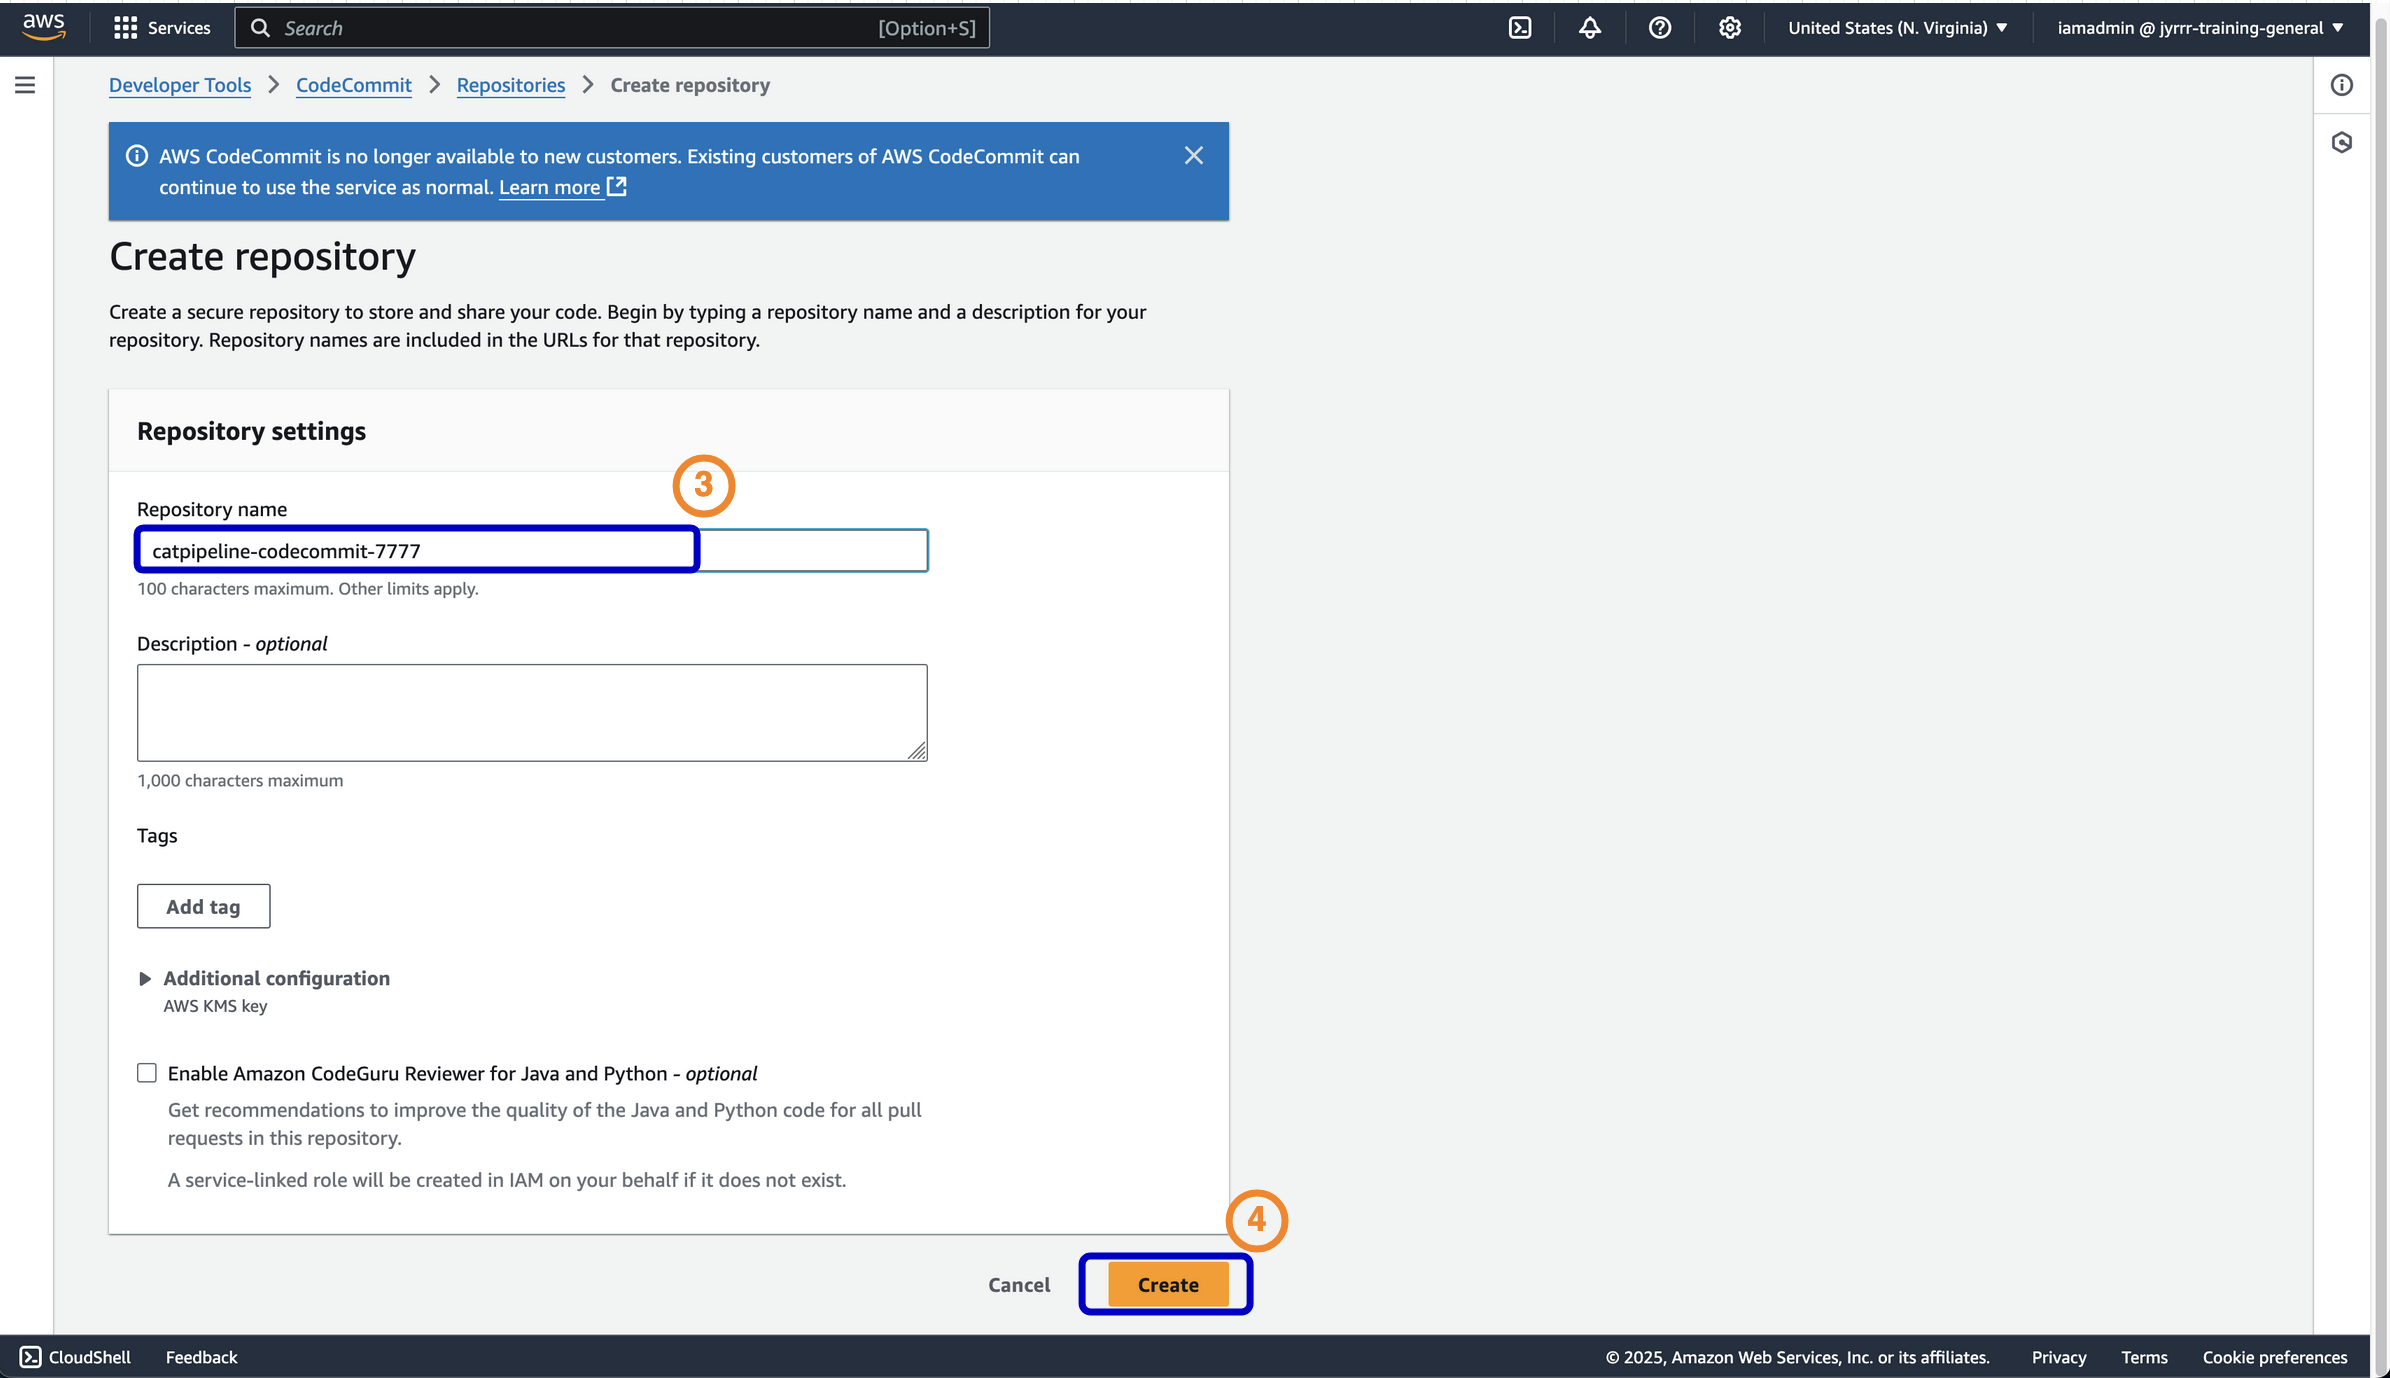 aws
Services
Search
[Option+S]
United States (N. Virginia)
iamadmin @ jyrrr-training-general
Developer Tools
CodeCommit
Repositories
Create repository
AWS CodeCommit is no longer available to new customers. Existing customers of AWS CodeCommit can
continue to use the service as normal. Learn more
Create repository
Create a secure repository to store and share your code. Begin by typing a repository name and a description for your
repository. Repository names are included in the URLs for that repository.
Repository settings
3
Repository name
catpipeline-codecommit-7777
100 characters maximum. Other limits apply.
Description - optional
1,000 characters maximum
Tags
Add tag
Additional configuration
AWS KMS key
Enable Amazon CodeGuru Reviewer for Java and Python - optional
Get recommendations to improve the quality of the Java and Python code for all pull
requests in this repository.
A service-linked role will be created in IAM on your behalf if it does not exist.
4
Cancel
Create
CloudShell
Feedback
© 2025, Amazon Web Services, Inc. or its affiliates.
Privacy
Terms
Cookie preferences